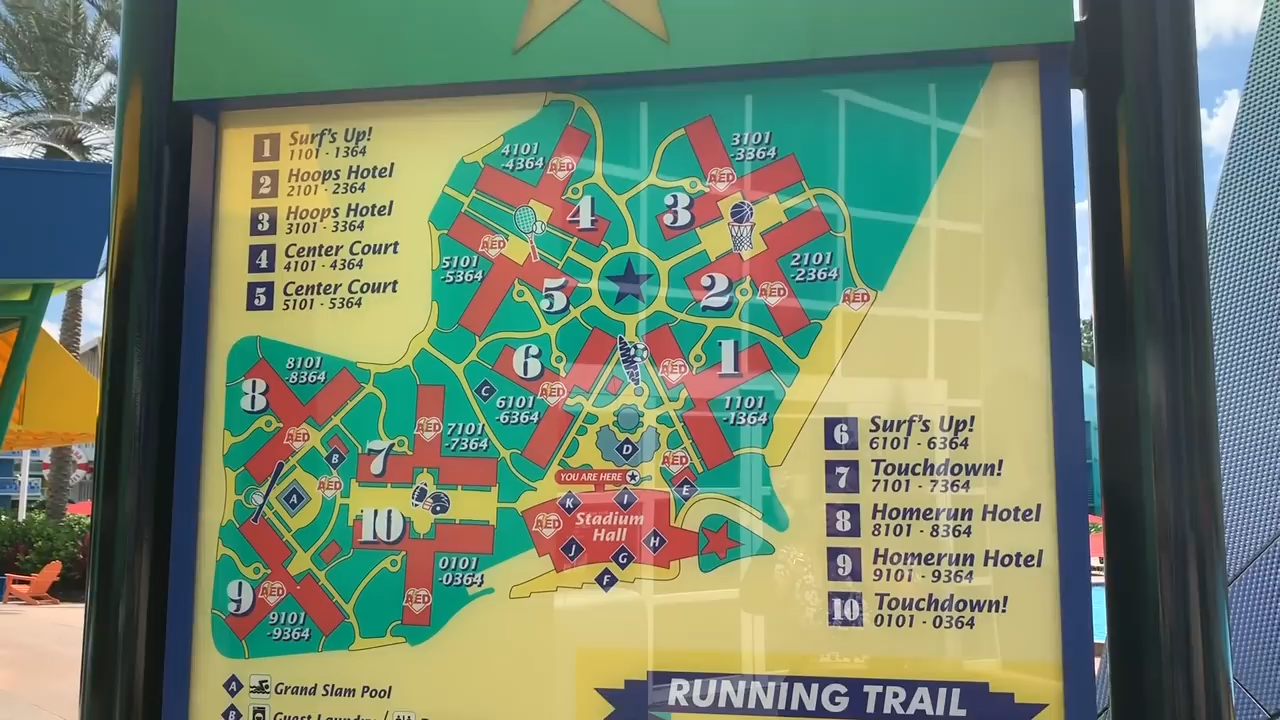 1 Surf's Up!
1101 - 1364
2 Hoops Hotel
2101 - 2364
3 Hoops Hotel
3101 - 3364
4 Center Court
4101 - 4364
5 Center Court
5101 - 5364
4101
-4364
AED
3101
-3364
AED
4
3
AED
5101
-5364
5
2
2101
-2364
AED
AED
8101
-8364
8
6
AED
1
C
6101
-6364
AED
1101
-1364
7101
-7364
AED
7
AED
B
AED
D
AED
YOU ARE HERE
E
A
10
K
I
AED
Stadium
Hall
J
H
G
F
0101
-0364
AED
9
AED
9101
-9364
6 Surf's Up!
6101 - 6364
7 Touchdown!
7101 - 7364
8 Homerun Hotel
8101 - 8364
9 Homerun Hotel
9101 - 9364
10 Touchdown!
0101 - 0364
A Grand Slam Pool
B Guest Laundry /
RUNNING TRAIL